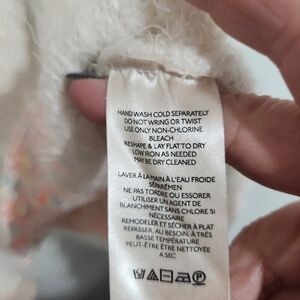 HAND WASH COLD SEPARATELY
DO NOT WRING OR TWIST
USE ONLY NON-CHLORINE
BLEACH
RESHAPE & LAY FLAT TO DRY
LOW IRON AS NEEDED
MAY BE DRY CLEANED
LAVER À LA MAIN À L'EAU FROIDE
SÉPARÉMEN
NE PAS TORDRE OU ESSORER
UTILISER UN AGENT DE
BLANCHIMENT SANS CHLORE SI
NÉCESSAIRE
REMODELER ET SÉCHER À PLAT
REPASSER, AU BESOIN, À TRÈS
BASSE TEMPÉRATURE
PEUT-ÊTRE ÊTRE NETTOYÉ
A SEC